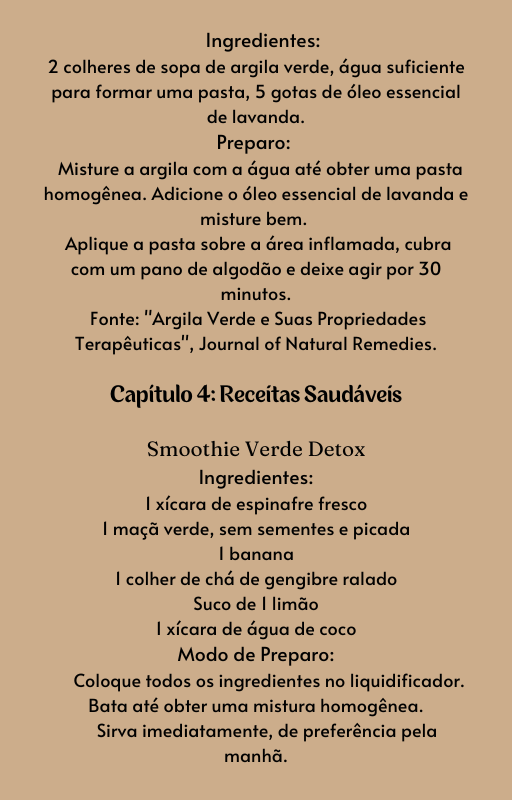 Ingredientes:
2 colheres de sopa de argila verde, água suficiente
para formar uma pasta, 5 gotas de óleo essencial
de lavanda.
Preparo:
Misture a argila com a água até obter uma pasta
homogênea. Adicione o óleo essencial de lavanda e
misture bem.
Aplique a pasta sobre a área inflamada, cubra
com um pano de algodão e deixe agir por 30
minutos.
Fonte: "Argila Verde e Suas Propriedades
Terapêuticas", Journal of Natural Remedies.
Capítulo 4: Receitas Saudáveis
Smoothie Verde Detox
Ingredientes:
1 xícara de espinafre fresco
1 maçã verde, sem sementes e picada
1 banana
1 colher de chá de gengibre ralado
Suco de 1 limão
1 xícara de água de coco
Modo de Preparo:
Coloque todos os ingredientes no liquidificador.
Bata até obter uma mistura homogênea.
Sirva imediatamente, de preferência pela
manhã.